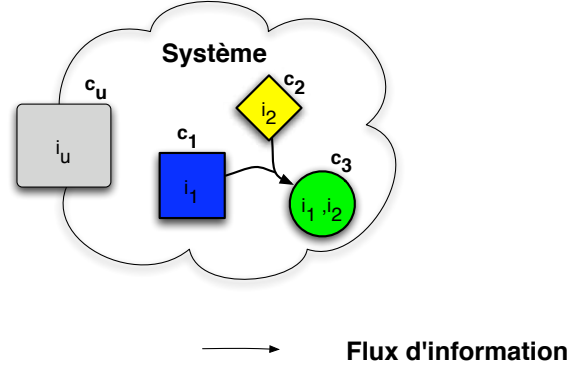 Système
c2
cu
i2
c1
iu
c3
i1
i1 ,i2
Flux d'information